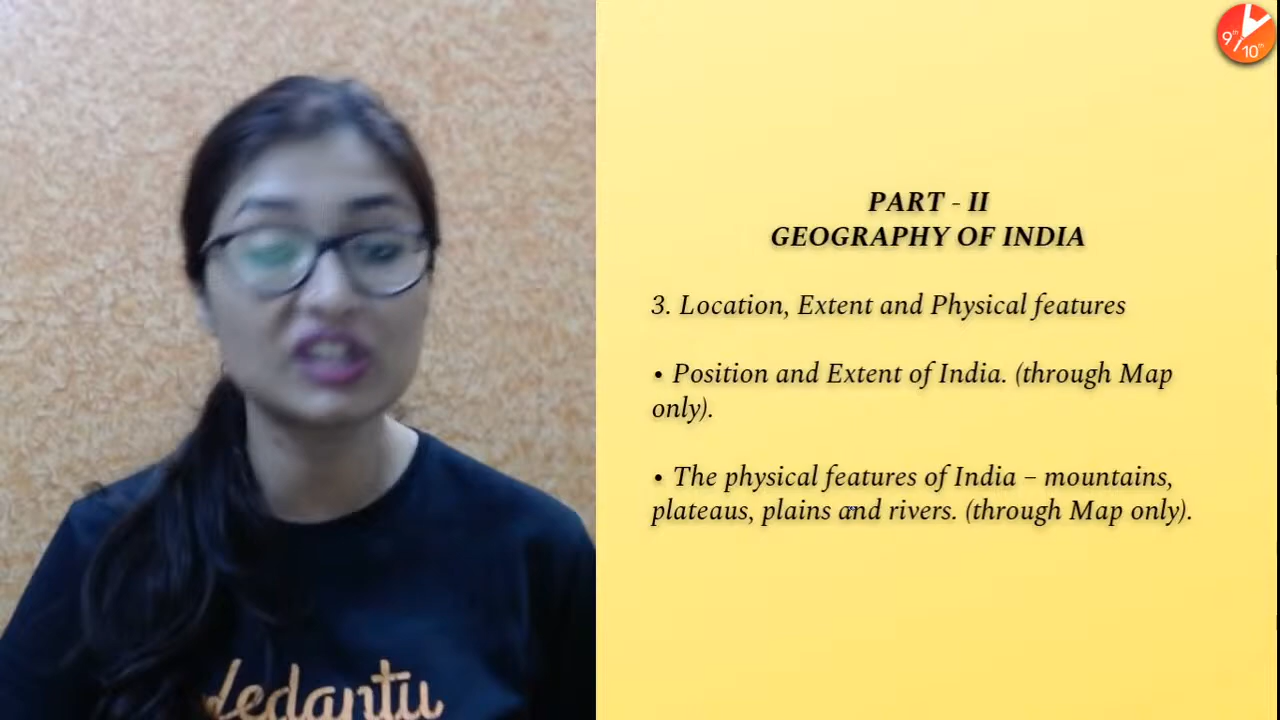 9th
10th
PART - II
GEOGRAPHY OF INDIA
3. Location, Extent and Physical features
• Position and Extent of India. (through Map
only).
• The physical features of India – mountains,
plateaus, plains and rivers. (through Map only).
Vedantu